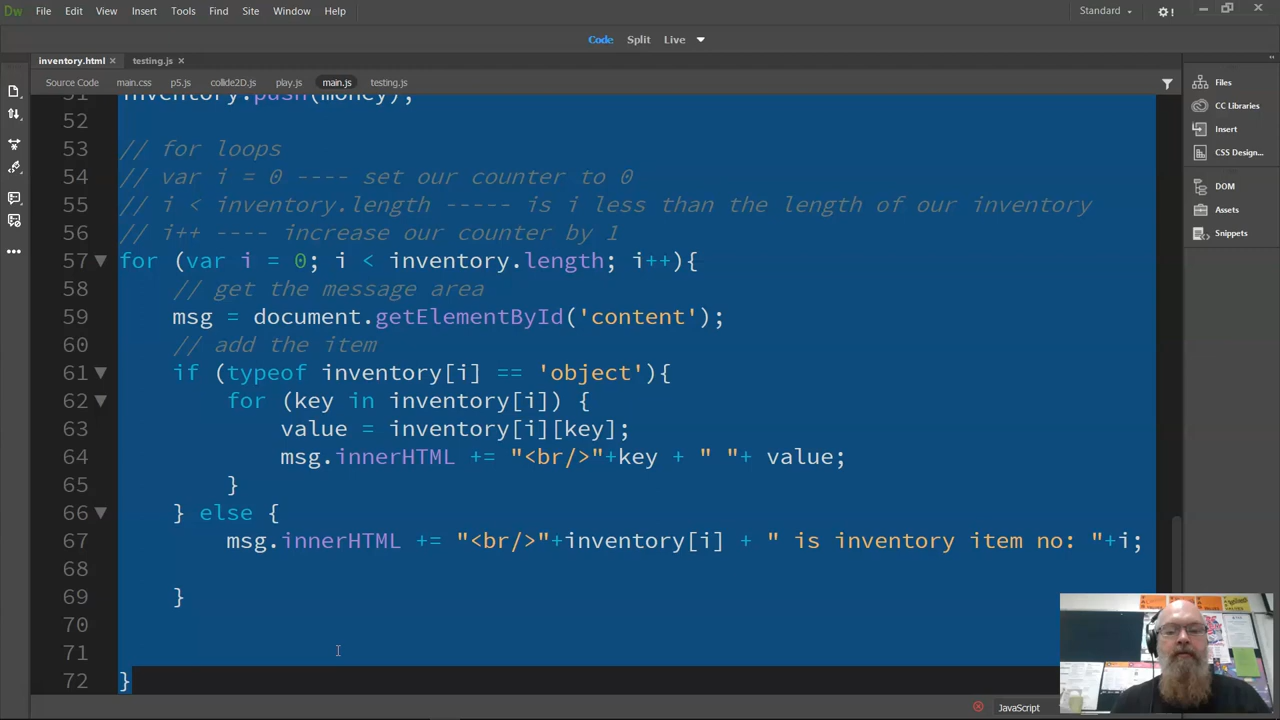 Dw File Edit View Insert Tools Find Site Window Help Standard
Code Split Live
inventory.html × testing.js ×
Source Code main.css p5.js collide2D.js play.js main.js testing.js
Files
CC Libraries
Insert
CSS Design...
DOM
Assets
Snippets
51 inventory.push(money);
52
53 // for loops
54 // var i = 0 ---- set our counter to 0
55 // i < inventory.length ----- is i less than the length of our inventory
56 // i++ ---- increase our counter by 1
57 for (var i = 0; i < inventory.length; i++){
58 // get the message area
59 msg = document.getElementById('content');
60 // add the item
61 if (typeof inventory[i] == 'object'){
62 for (key in inventory[i]) {
63 value = inventory[i][key];
64 msg.innerHTML += "<br/>"+key + " "+ value;
65 }
66 } else {
67 msg.innerHTML += "<br/>"+inventory[i] + " is inventory item no: "+i;
68
69 }
70
71
72 }
JavaScript